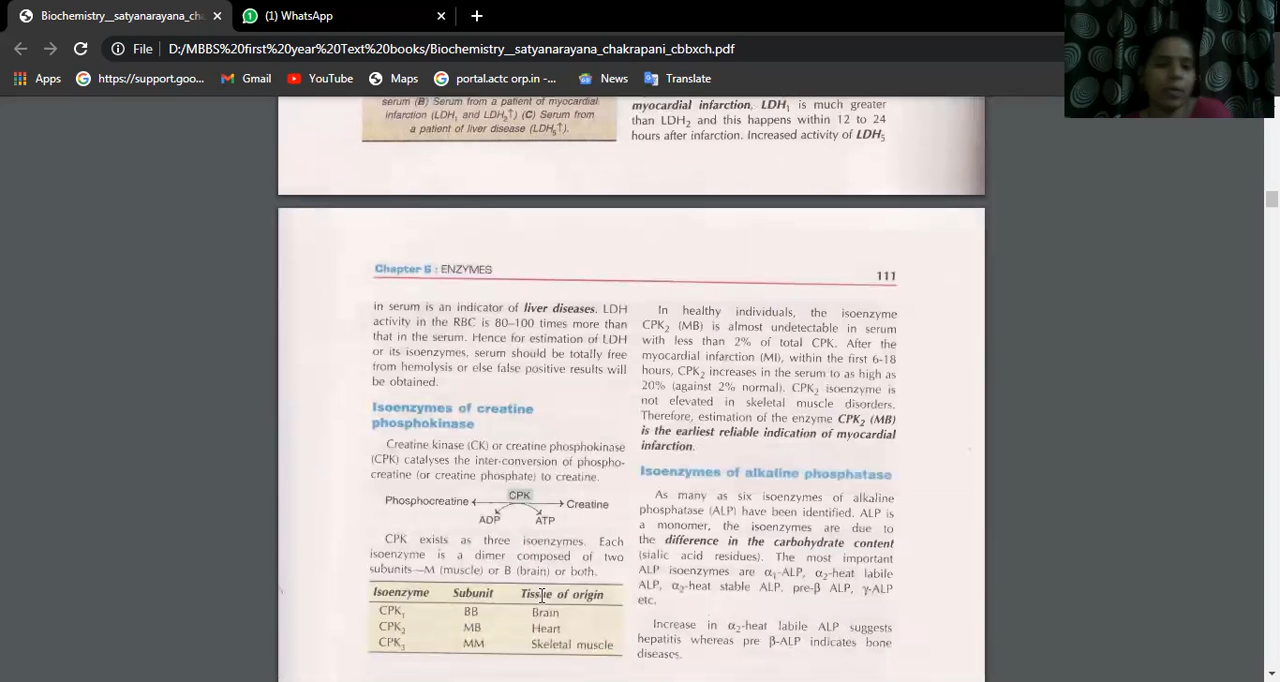 Biochemistry__satyanarayana_cha
(1) WhatsApp
File
D:/MBBS%20first%20year%20Text%20books/Biochemistry__satyanarayana_chakrapani_cbbxch.pdf
Apps
https://support.goo...
Gmail
YouTube
Maps
portal.actc orp.in -...
News
Translate
serum (B) Serum from a patient of myocardial
infarction (LDH1 and LDH2↑) (C) Serum from
a patient of liver disease (LDH5↑).
myocardial infarction, LDH1 is much greater
than LDH2 and this happens within 12 to 24
hours after infarction. Increased activity of LDH5
Chapter 5 : ENZYMES
111
in serum is an indicator of liver diseases. LDH
activity in the RBC is 80–100 times more than
that in the serum. Hence for estimation of LDH
or its isoenzymes, serum should be totally free
from hemolysis or else false positive results will
be obtained.
Isoenzymes of creatine
phosphokinase
Creatine kinase (CK) or creatine phosphokinase
(CPK) catalyses the inter-conversion of phospho-
creatine (or creatine phosphate) to creatine.
Phosphocreatine CPK Creatine
ADP ATP
CPK exists as three isoenzymes. Each
isoenzyme is a dimer composed of two
subunits—M (muscle) or B (brain) or both.
Isoenzyme Subunit Tissue of origin
CPK1 BB Brain
CPK2 MB Heart
CPK3 MM Skeletal muscle
In healthy individuals, the isoenzyme
CPK2 (MB) is almost undetectable in serum
with less than 2% of total CPK. After the
myocardial infarction (MI), within the first 6-18
hours, CPK2 increases in the serum to as high as
20% (against 2% normal). CPK2 isoenzyme is
not elevated in skeletal muscle disorders.
Therefore, estimation of the enzyme CPK2 (MB)
is the earliest reliable indication of myocardial
infarction.
Isoenzymes of alkaline phosphatase
As many as six isoenzymes of alkaline
phosphatase (ALP) have been identified. ALP is
a monomer, the isoenzymes are due to
the difference in the carbohydrate content
(sialic acid residues). The most important
ALP isoenzymes are α1-ALP, α2-heat labile
ALP, α2-heat stable ALP, pre-β ALP, γ-ALP
etc.
Increase in α2-heat labile ALP suggests
hepatitis whereas pre β-ALP indicates bone
diseases.